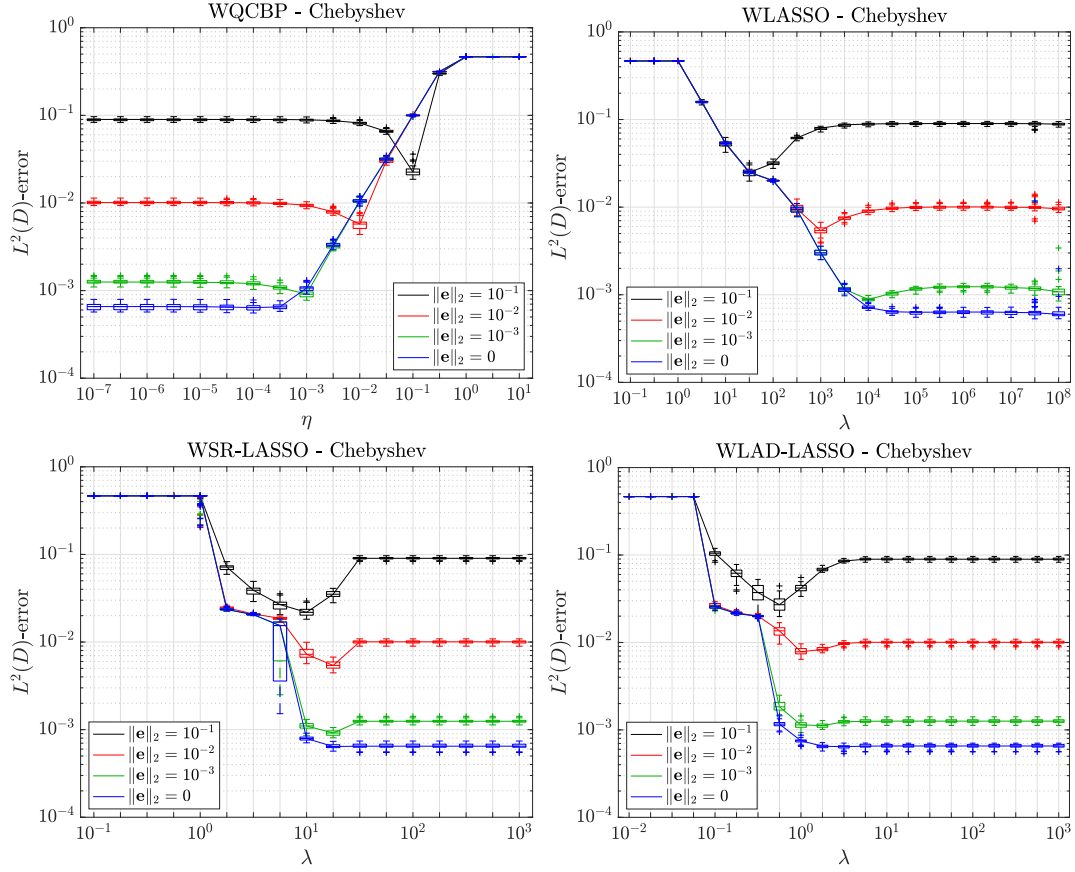 WQCBP - Chebyshev
10^0
10^-1
10^-2
10^-3
10^-4
L^2(D)-error
‖e‖_2 = 10^-1
‖e‖_2 = 10^-2
‖e‖_2 = 10^-3
‖e‖_2 = 0
10^-7 10^-6 10^-5 10^-4 10^-3 10^-2 10^-1 10^0 10^1
η
WLASSO - Chebyshev
10^0
10^-1
10^-2
10^-3
10^-4
L^2(D)-error
‖e‖_2 = 10^-1
‖e‖_2 = 10^-2
‖e‖_2 = 10^-3
‖e‖_2 = 0
10^-1 10^0 10^1 10^2 10^3 10^4 10^5 10^6 10^7 10^8
λ
WSR-LASSO - Chebyshev
10^0
10^-1
10^-2
10^-3
10^-4
L^2(D)-error
‖e‖_2 = 10^-1
‖e‖_2 = 10^-2
‖e‖_2 = 10^-3
‖e‖_2 = 0
10^-1 10^0 10^1 10^2 10^3
λ
WLAD-LASSO - Chebyshev
10^0
10^-1
10^-2
10^-3
10^-4
L^2(D)-error
‖e‖_2 = 10^-1
‖e‖_2 = 10^-2
‖e‖_2 = 10^-3
‖e‖_2 = 0
10^-2 10^-1 10^0 10^1 10^2 10^3
λ